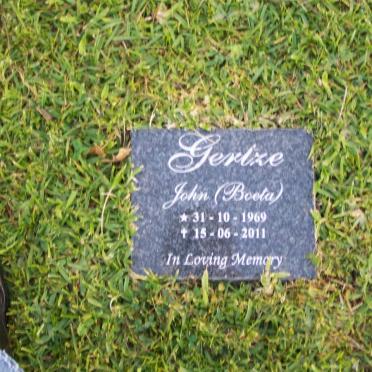 Gertze
John (Boeta)
★ 31 - 10 - 1969
✝ 15 - 06 - 2011
In Loving Memory